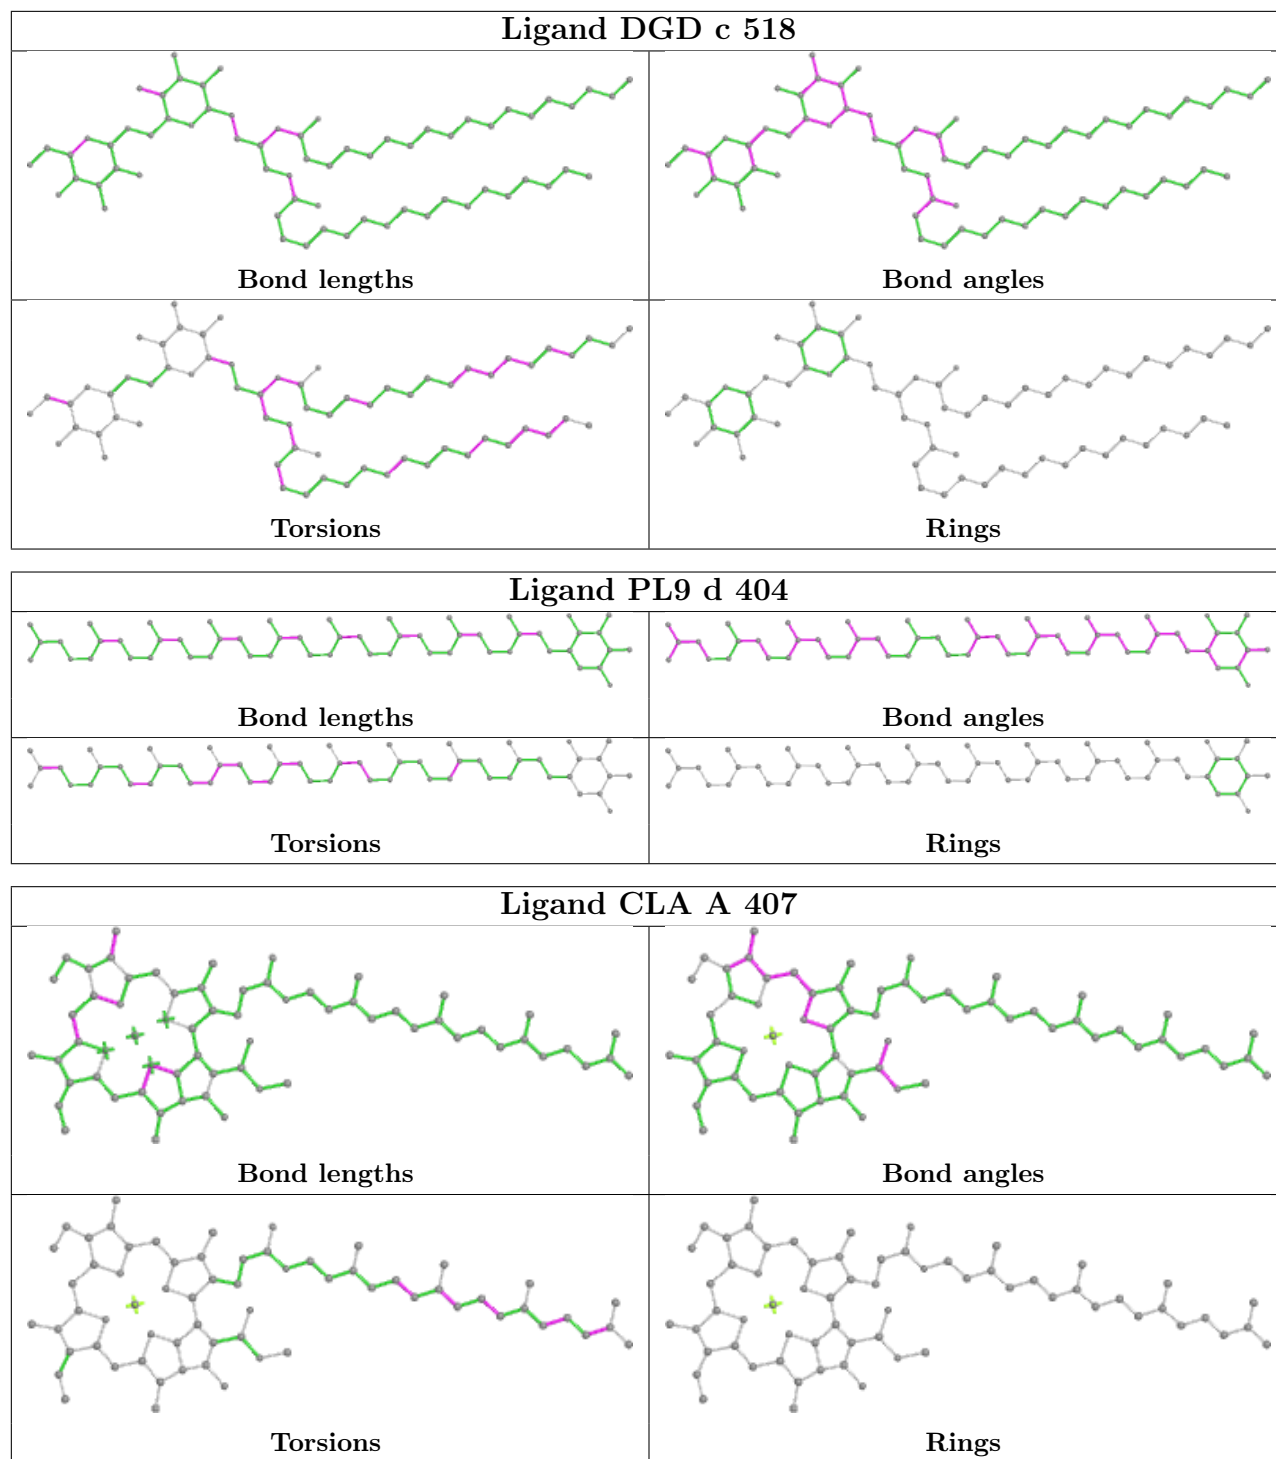 Ligand DGD c 518
Bond lengths
Bond angles
Torsions
Rings
Ligand PL9 d 404
Bond lengths
Bond angles
Torsions
Rings
Ligand CLA A 407
Bond lengths
Bond angles
Torsions
Rings